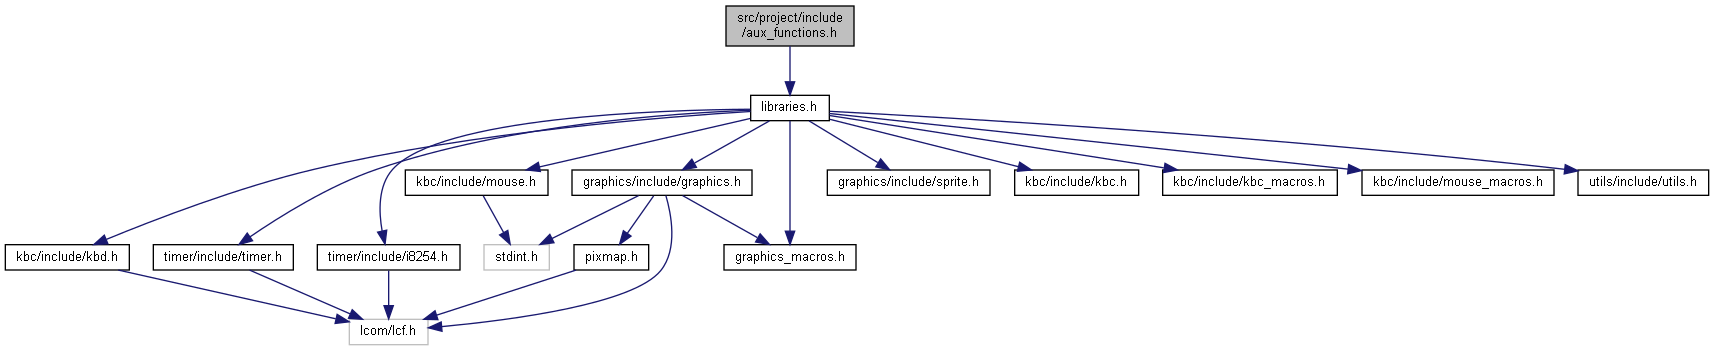 src/project/include
/aux_functions.h
libraries.h
kbc/include/mouse.h
graphics/include/graphics.h
graphics/include/sprite.h
kbc/include/kbc.h
kbc/include/kbc_macros.h
kbc/include/mouse_macros.h
utils/include/utils.h
kbc/include/kbd.h
timer/include/timer.h
timer/include/i8254.h
stdint.h
pixmap.h
graphics_macros.h
lcom/lcf.h